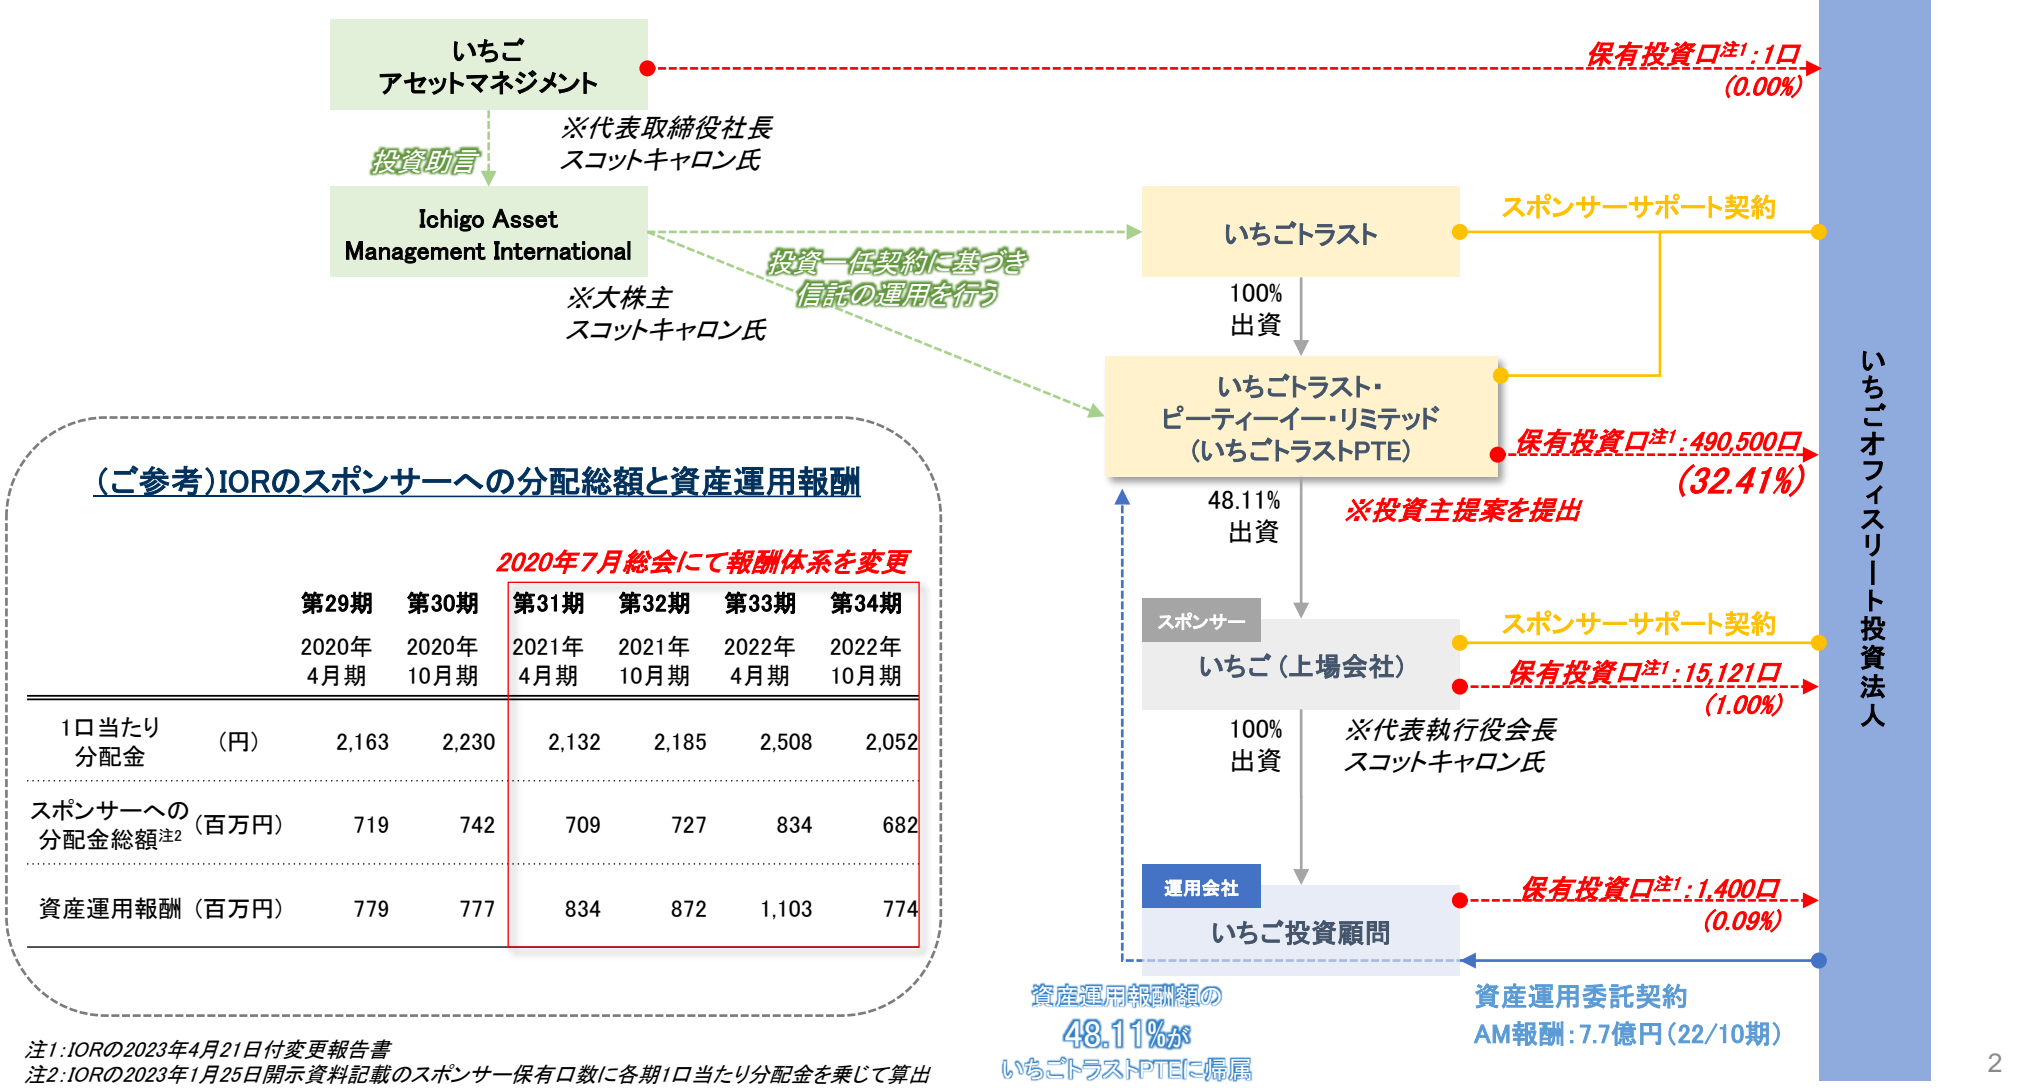 いちご
アセットマネジメント
保有投資口注1：1口
(0.00%)
※代表取締役社長
スコットキャロン氏
投資助言
Ichigo Asset
Management International
※大株主
スコットキャロン氏
投資一任契約に基づき
信託の運用を行う
いちごトラスト
スポンサーサポート契約
100%
出資
いちごトラスト・
ピーティーイー・リミテッド
(いちごトラストPTE)
保有投資口注1：490,500口
(32.41%)
48.11%
出資
※投資主提案を提出
スポンサー
いちご（上場会社）
スポンサーサポート契約
保有投資口注1：15,121口
(1.00%)
100%
出資
※代表執行役会長
スコットキャロン氏
運用会社
いちご投資顧問
保有投資口注1：1,400口
(0.09%)
資産運用報酬額の
48.11%が
いちごトラストPTEに帰属
資産運用委託契約
AM報酬：7.7億円（22/10期）
いちごオフィスリート投資法人
（ご参考）IORのスポンサーへの分配総額と資産運用報酬
2020年7月総会にて報酬体系を変更
第29期 第30期 第31期 第32期 第33期 第34期
2020年 2020年 2021年 2021年 2022年 2022年
4月期 10月期 4月期 10月期 4月期 10月期
1口当たり
分配金 （円） 2,163 2,230 2,132 2,185 2,508 2,052
スポンサーへの
分配金総額注2 （百万円） 719 742 709 727 834 682
資産運用報酬 （百万円） 779 777 834 872 1,103 774
注1：IORの2023年4月21日付変更報告書
注2：IORの2023年1月25日開示資料記載のスポンサー保有口数に各期1口当たり分配金を乗じて算出
2